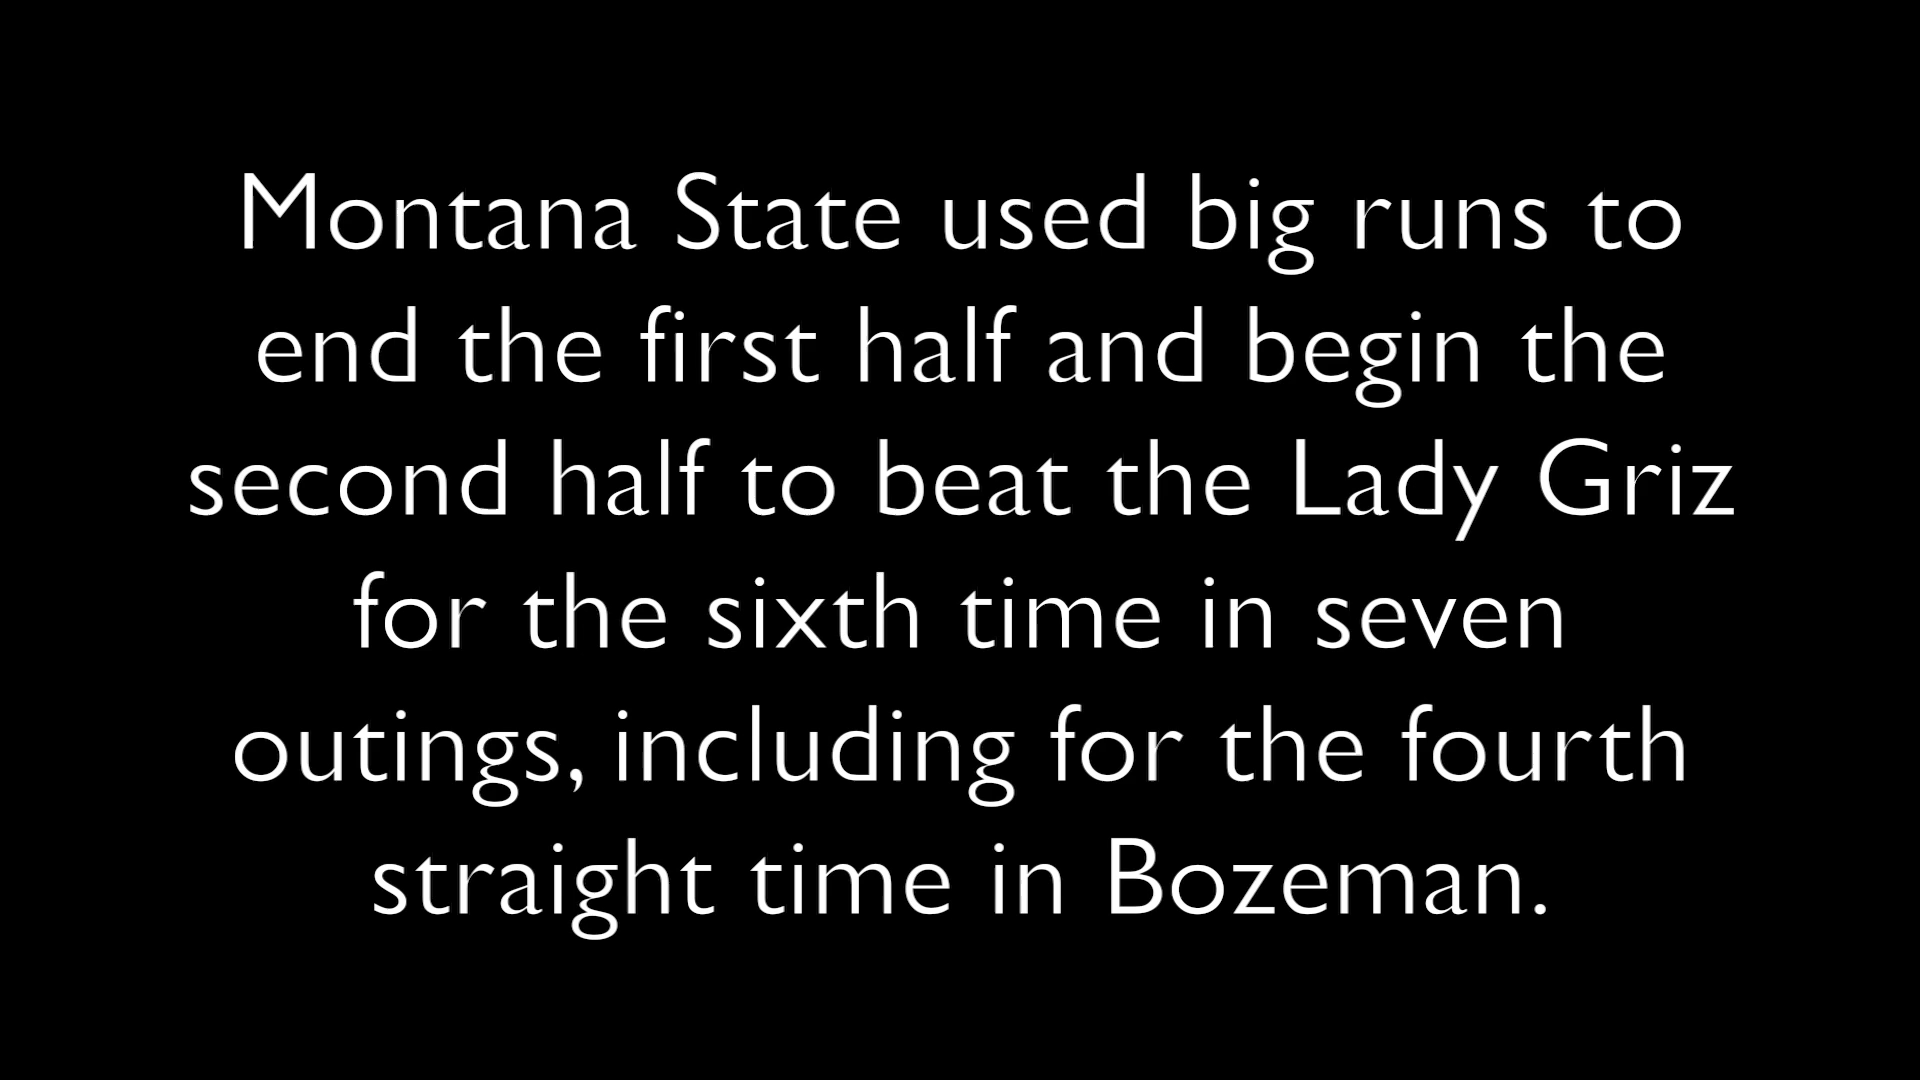 Montana State used big runs to
end the first half and begin the
second half to beat the Lady Griz
for the sixth time in seven
outings, including for the fourth
straight time in Bozeman.